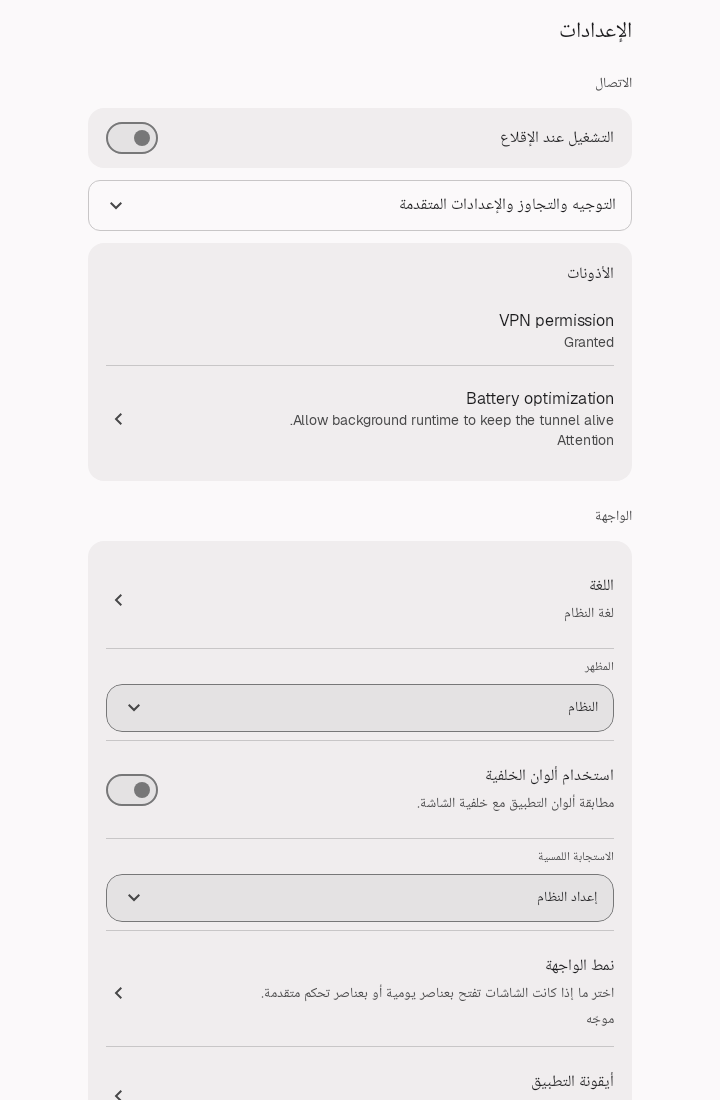 الإعدادات
الاتصال
التشغيل عند الإقلاع
التوجيه والتجاوز والإعدادات المتقدمة
الأذونات
VPN permission
Granted
Battery optimization
Allow background runtime to keep the tunnel alive.
Attention
الواجهة
اللغة
لغة النظام
المظهر
النظام
استخدام ألوان الخلفية
مطابقة ألوان التطبيق مع خلفية الشاشة.
الاستجابة اللمسية
إعداد النظام
نمط الواجهة
اختر ما إذا كانت الشاشات تفتح بعناصر يومية أو بعناصر تحكم متقدمة.
موجّه
أيقونة التطبيق